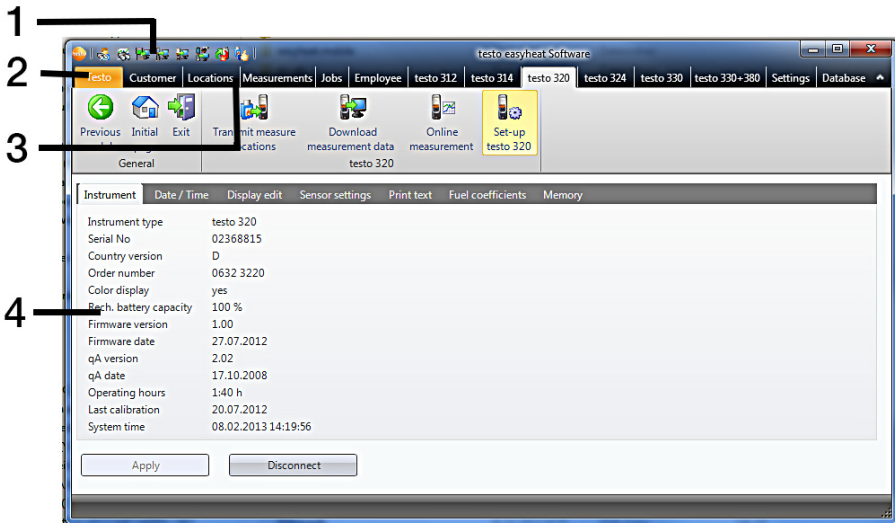 1
testo easyheat Software
2
Testo Customer Locations Measurements Jobs Employee testo 312 testo 314 testo 320 testo 324 testo 330 testo 330+380 Settings Database
3
Previous Initial Exit Transmit measure Download Online Set-up
locations measurement data measurement testo 320
General testo 320
Instrument Date / Time Display edit Sensor settings Print text Fuel coefficients Memory
Instrument type testo 320
Serial No 02368815
Country version D
Order number 0632 3220
Color display yes
4
Rech. battery capacity 100 %
Firmware version 1.00
Firmware date 27.07.2012
qA version 2.02
qA date 17.10.2008
Operating hours 1:40 h
Last calibration 20.07.2012
System time 08.02.2013 14:19:56
Apply Disconnect